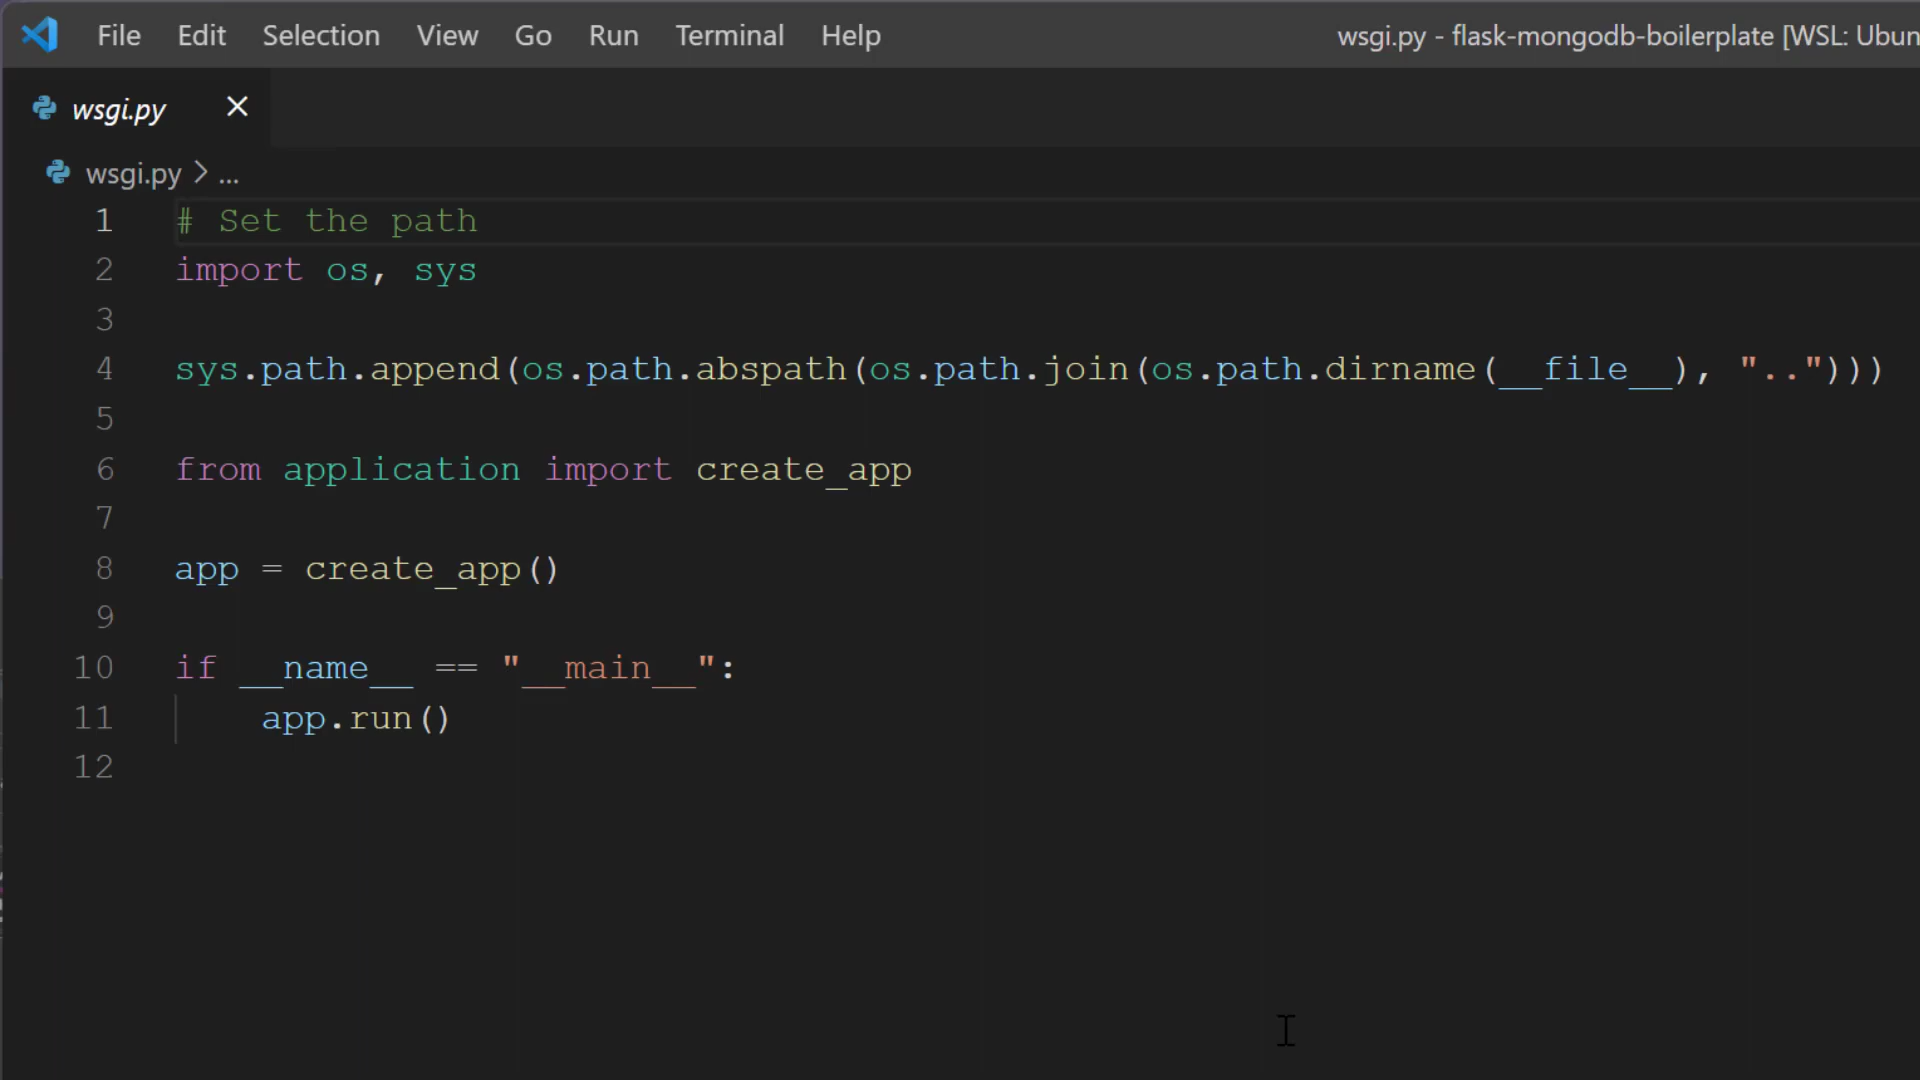 File Edit Selection View Go Run Terminal Help wsgi.py - flask-mongodb-boilerplate [WSL: Ubun
wsgi.py
wsgi.py > ...
1 # Set the path
2 import os, sys
3
4 sys.path.append(os.path.abspath(os.path.join(os.path.dirname(__file__), "..")))
5
6 from application import create_app
7
8 app = create_app()
9
10 if __name__ == "__main__":
11     app.run()
12